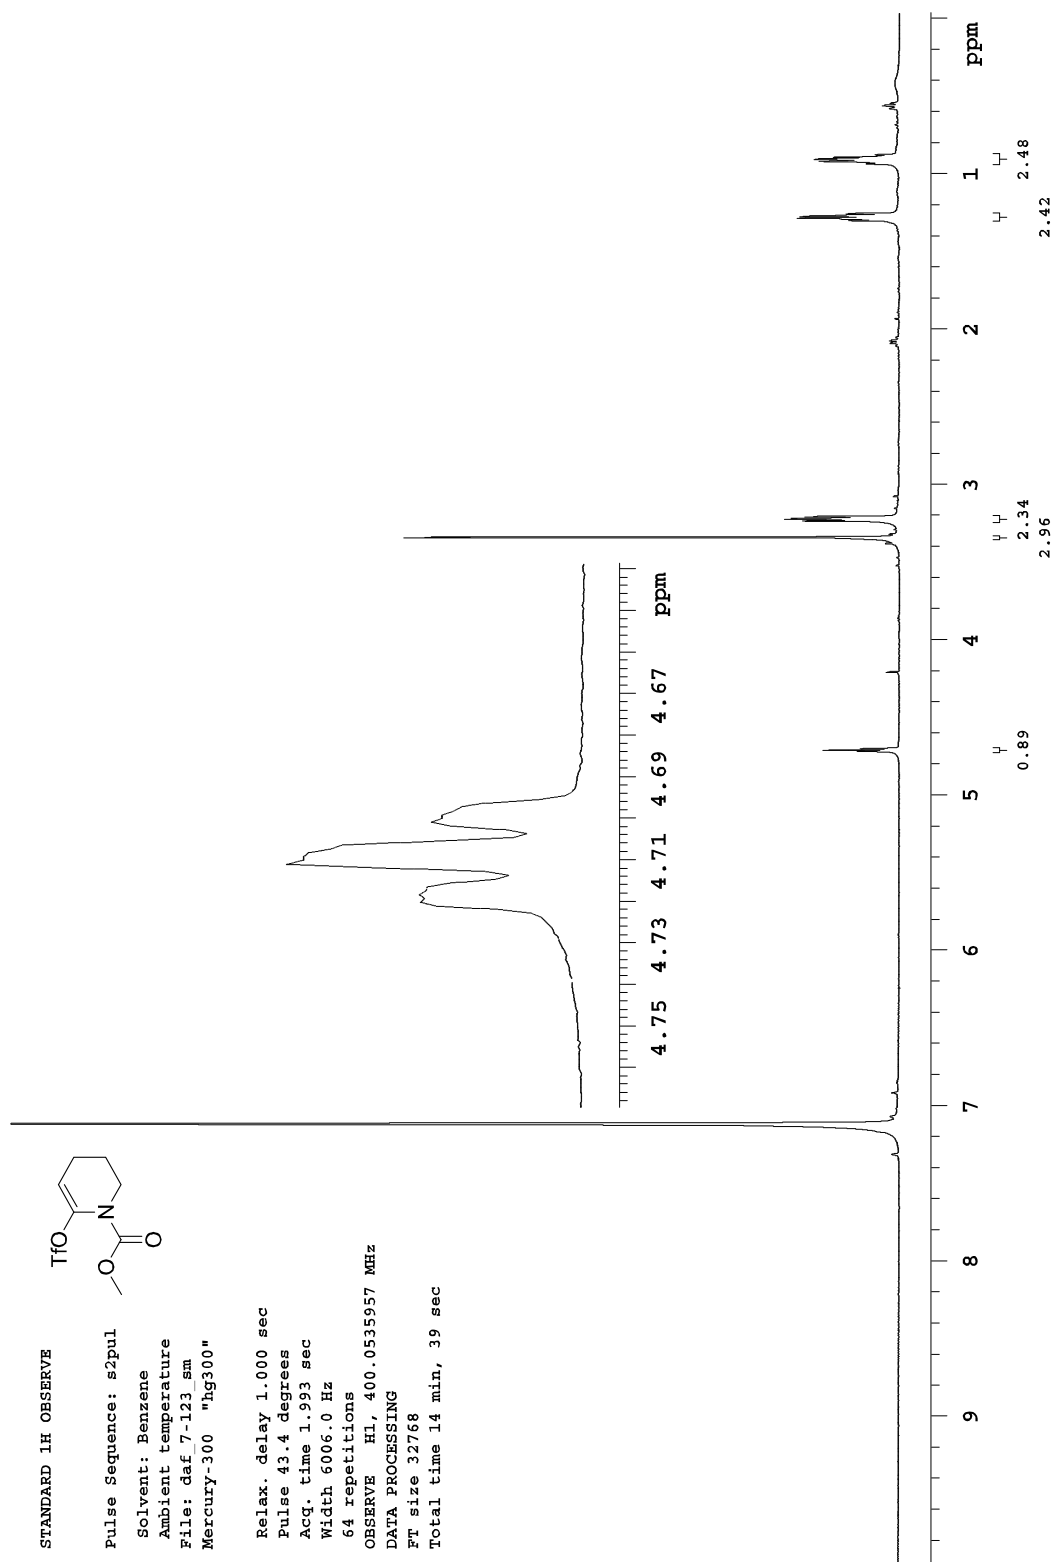 STANDARD 1H OBSERVE
Pulse Sequence: s2pul
Solvent: Benzene
Ambient temperature
File: daf_7-123_sm
Mercury-300 "hg300"
Relax. delay 1.000 sec
Pulse 43.4 degrees
Acq. time 1.993 sec
Width 6006.0 Hz
64 repetitions
OBSERVE H1, 400.0535957 MHz
DATA PROCESSING
FT size 32768
Total time 14 min, 39 sec
TfO
N
O
O
4.75 4.73 4.71 4.69 4.67 ppm
9 8 7 6 5 4 3 2 1 ppm
0.89 2.34 2.48
2.96 2.42